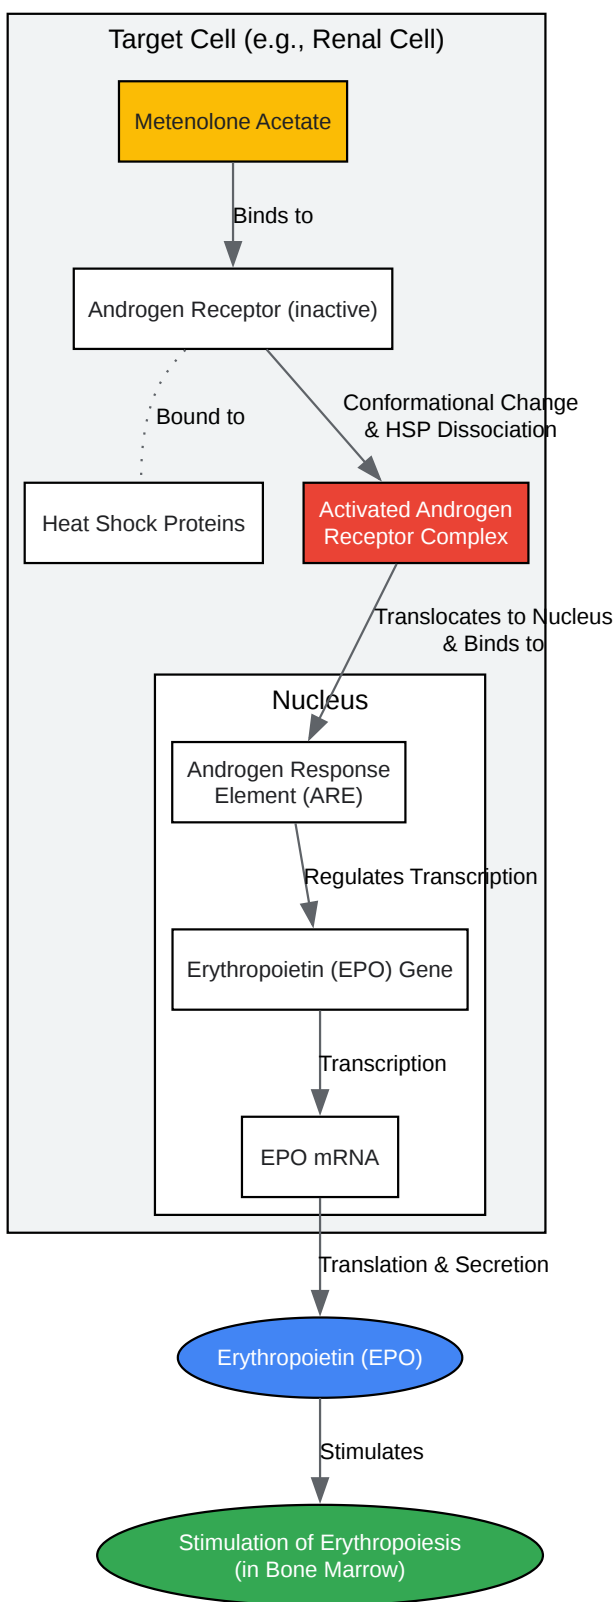 Target Cell (e.g., Renal Cell)
Metenolone Acetate
Binds to
Androgen Receptor (inactive)
Bound to
Conformational Change
& HSP Dissociation
Heat Shock Proteins
Activated Androgen
Receptor Complex
Translocates to Nucleus
& Binds to
Nucleus
Androgen Response
Element (ARE)
Regulates Transcription
Erythropoietin (EPO) Gene
Transcription
EPO mRNA
Translation & Secretion
Erythropoietin (EPO)
Stimulates
Stimulation of Erythropoiesis
(in Bone Marrow)